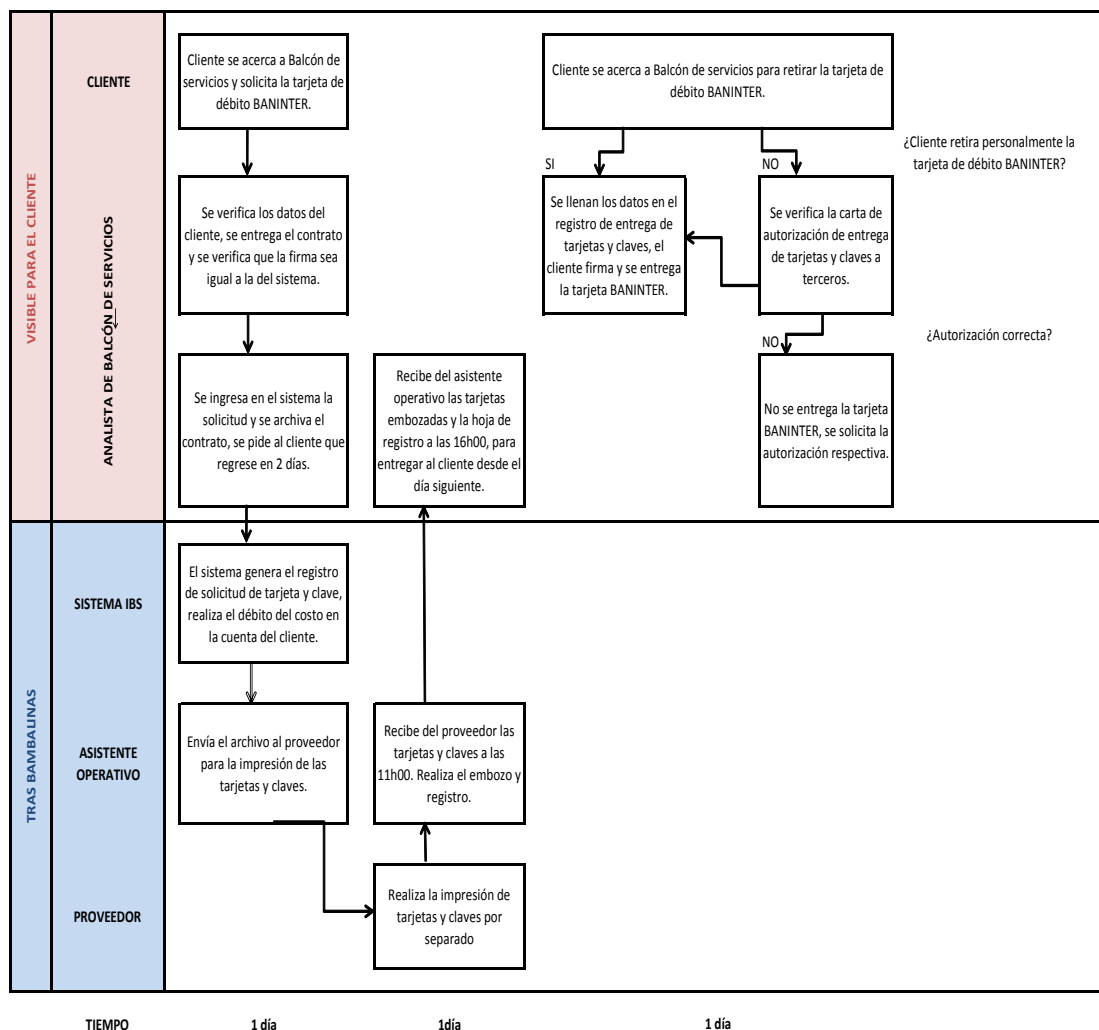 VISIBLE PARA EL CLIENTE
CLIENTE
Cliente se acerca a Balcón de
servicios y solicita la tarjeta de
débito BANINTER.
Cliente se acerca a Balcón de servicios para retirar la tarjeta de
débito BANINTER.
¿Cliente retira personalmente la
tarjeta de débito BANINTER?
SI
NO
ANALISTA DE BALCÓN DE SERVICIOS
Se verifica los datos del
cliente, se entrega el contrato
y se verifica que la firma sea
igual a la del sistema.
Se llenan los datos en el
registro de entrega de
tarjetas y claves, el
cliente firma y se entrega
la tarjeta BANINTER.
Se verifica la carta de
autorización de entrega
de tarjetas y claves a
terceros.
¿Autorización correcta?
NO
Se ingresa en el sistema la
solicitud y se archiva el
contrato, se pide al cliente que
regrese en 2 días.
Recibe del asistente
operativo las tarjetas
embozadas y la hoja de
registro a las 16h00, para
entregar al cliente desde el
día siguiente.
No se entrega la tarjeta
BANINTER, se solicita la
autorización respectiva.
TRAS BAMBALINAS
SISTEMA IBS
El sistema genera el registro
de solicitud de tarjeta y clave,
realiza el débito del costo en
la cuenta del cliente.
ASISTENTE
OPERATIVO
Envía el archivo al proveedor
para la impresión de las
tarjetas y claves.
Recibe del proveedor las
tarjetas y claves a las
11h00. Realiza el embozo y
registro.
PROVEEDOR
Realiza la impresión de
tarjetas y claves por
separado
TIEMPO
1 día
1día
1 día